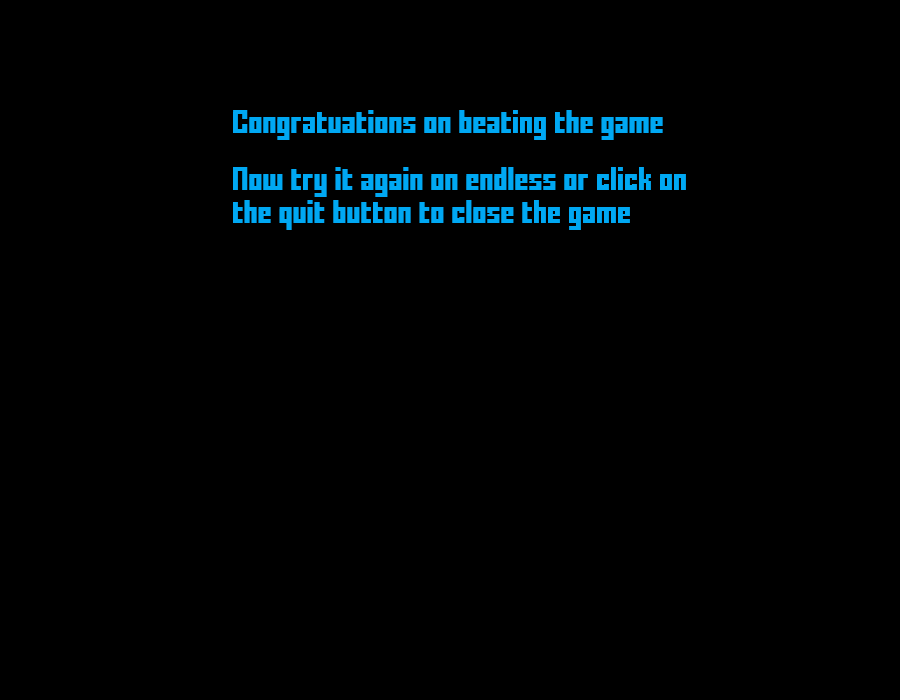 Congratuations on beating the game
Now try it again on endless or click on
the quit button to close the game